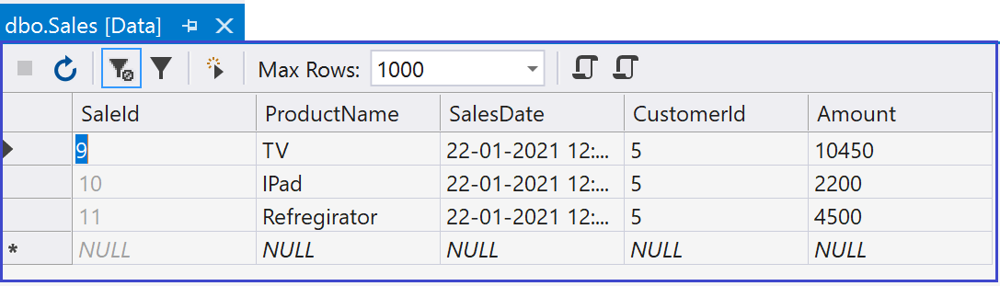 dbo.Sales [Data]
Max Rows: 1000
SaleId ProductName SalesDate CustomerId Amount
9 TV 22-01-2021 12:... 5 10450
10 IPad 22-01-2021 12:... 5 2200
11 Refregirator 22-01-2021 12:... 5 4500
* NULL NULL NULL NULL NULL